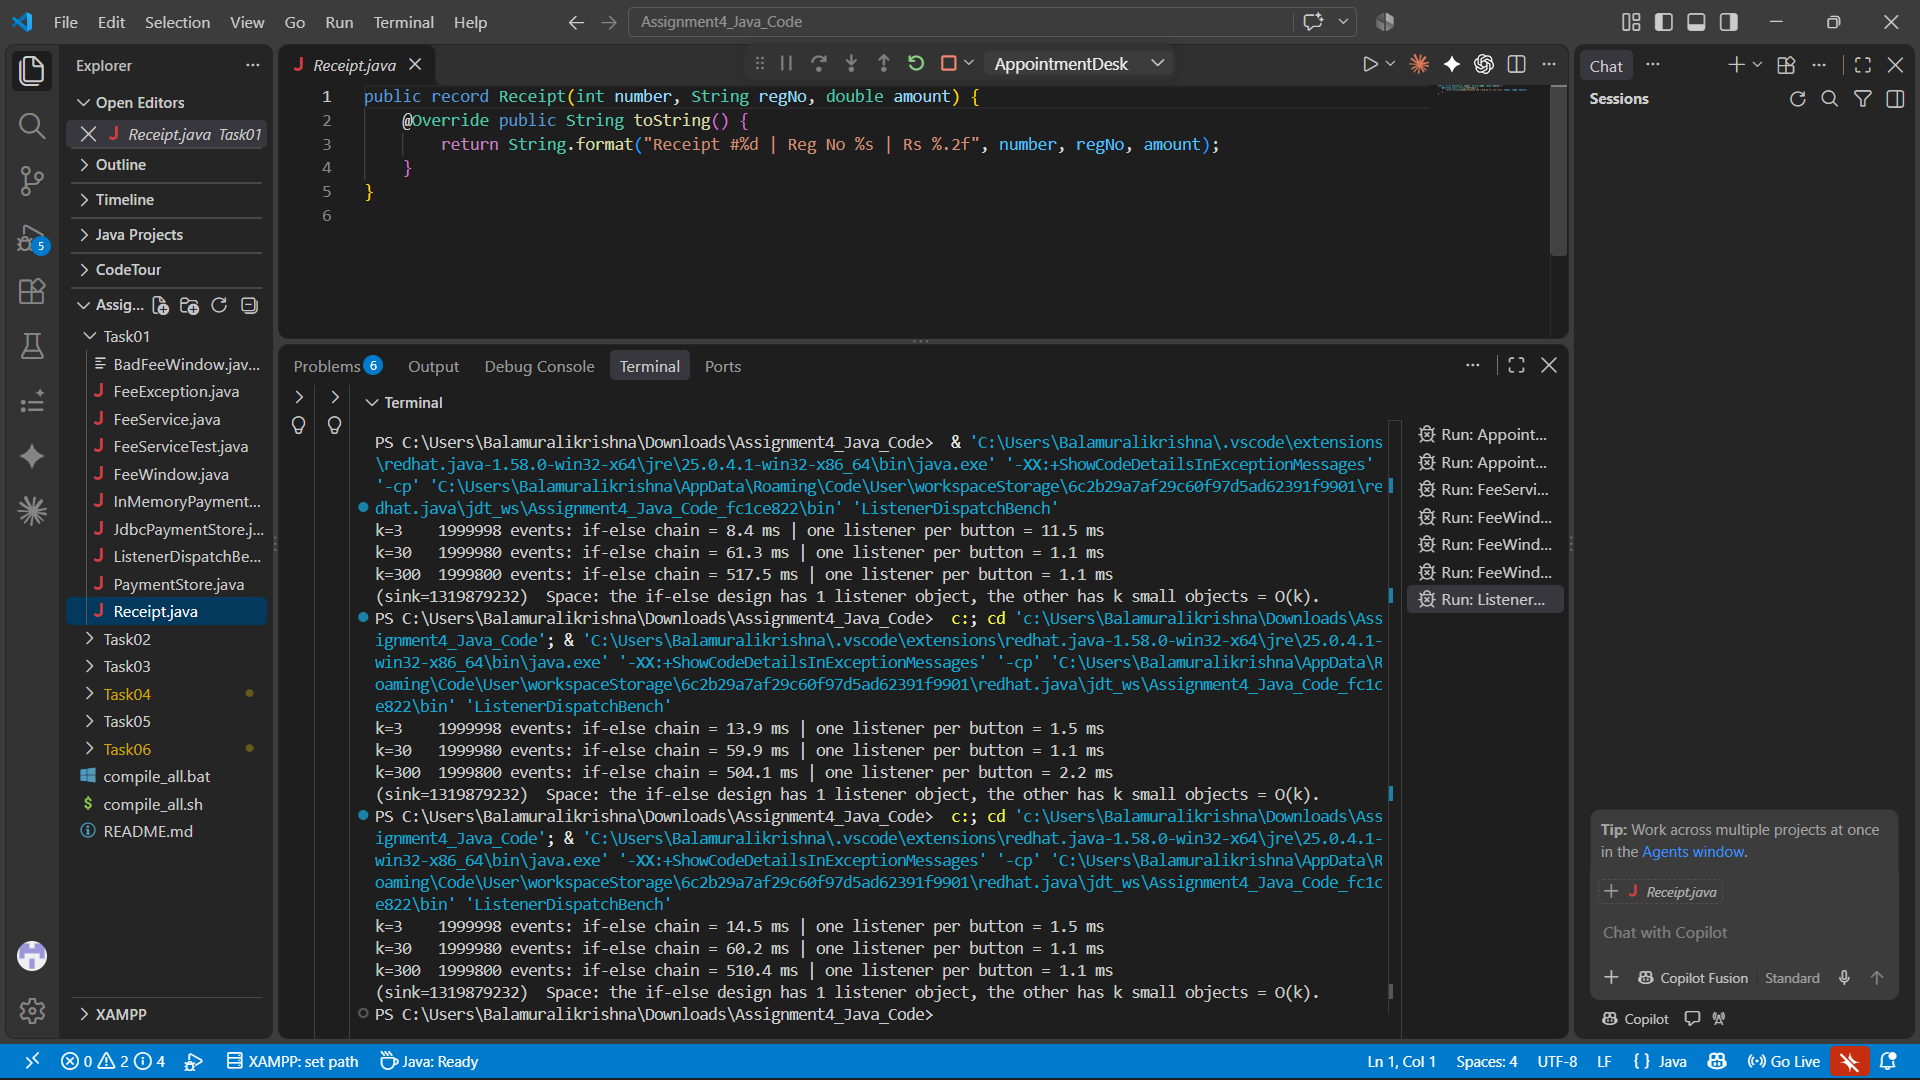 File Edit Selection View Go Run Terminal Help
Assignment4_Java_Code
Explorer
Open Editors
Receipt.java Task01
Outline
Timeline
Java Projects
CodeTour
Assig...
Task01
BadFeeWindow.jav...
FeeException.java
FeeService.java
FeeServiceTest.java
FeeWindow.java
InMemoryPayment...
JdbcPaymentStore.j...
ListenerDispatchBe...
PaymentStore.java
Receipt.java
Task02
Task03
Task04
Task05
Task06
compile_all.bat
compile_all.sh
README.md
XAMPP
5
Receipt.java
AppointmentDesk
1 public record Receipt(int number, String regNo, double amount) {
2 @Override public String toString() {
3 return String.format("Receipt #%d | Reg No %s | Rs %.2f", number, regNo, amount);
4 }
5 }
6
Problems 6 Output Debug Console Terminal Ports
Terminal
PS C:\Users\Balamuralikrishna\Downloads\Assignment4_Java_Code> & 'C:\Users\Balamuralikrishna\.vscode\extensions
\redhat.java-1.58.0-win32-x64\jre\25.0.4.1-win32-x86_64\bin\java.exe' '-XX:+ShowCodeDetailsInExceptionMessages'
'-cp' 'C:\Users\Balamuralikrishna\AppData\Roaming\Code\User\workspaceStorage\6c2b29a7af29c60f97d5ad62391f9901\re
dhat.java\jdt_ws\Assignment4_Java_Code_fc1ce822\bin' 'ListenerDispatchBench'
k=3 1999998 events: if-else chain = 8.4 ms | one listener per button = 11.5 ms
k=30 1999980 events: if-else chain = 61.3 ms | one listener per button = 1.1 ms
k=300 1999800 events: if-else chain = 517.5 ms | one listener per button = 1.1 ms
(sink=1319879232) Space: the if-else design has 1 listener object, the other has k small objects = O(k).
PS C:\Users\Balamuralikrishna\Downloads\Assignment4_Java_Code> c:; cd 'c:\Users\Balamuralikrishna\Downloads\Ass
ignment4_Java_Code'; & 'C:\Users\Balamuralikrishna\.vscode\extensions\redhat.java-1.58.0-win32-x64\jre\25.0.4.1-
win32-x86_64\bin\java.exe' '-XX:+ShowCodeDetailsInExceptionMessages' '-cp' 'C:\Users\Balamuralikrishna\AppData\R
oaming\Code\User\workspaceStorage\6c2b29a7af29c60f97d5ad62391f9901\redhat.java\jdt_ws\Assignment4_Java_Code_fc1c
e822\bin' 'ListenerDispatchBench'
k=3 1999998 events: if-else chain = 13.9 ms | one listener per button = 1.5 ms
k=30 1999980 events: if-else chain = 59.9 ms | one listener per button = 1.1 ms
k=300 1999800 events: if-else chain = 504.1 ms | one listener per button = 2.2 ms
(sink=1319879232) Space: the if-else design has 1 listener object, the other has k small objects = O(k).
PS C:\Users\Balamuralikrishna\Downloads\Assignment4_Java_Code> c:; cd 'c:\Users\Balamuralikrishna\Downloads\Ass
ignment4_Java_Code'; & 'C:\Users\Balamuralikrishna\.vscode\extensions\redhat.java-1.58.0-win32-x64\jre\25.0.4.1-
win32-x86_64\bin\java.exe' '-XX:+ShowCodeDetailsInExceptionMessages' '-cp' 'C:\Users\Balamuralikrishna\AppData\R
oaming\Code\User\workspaceStorage\6c2b29a7af29c60f97d5ad62391f9901\redhat.java\jdt_ws\Assignment4_Java_Code_fc1c
e822\bin' 'ListenerDispatchBench'
k=3 1999998 events: if-else chain = 14.5 ms | one listener per button = 1.5 ms
k=30 1999980 events: if-else chain = 60.2 ms | one listener per button = 1.1 ms
k=300 1999800 events: if-else chain = 510.4 ms | one listener per button = 1.1 ms
(sink=1319879232) Space: the if-else design has 1 listener object, the other has k small objects = O(k).
PS C:\Users\Balamuralikrishna\Downloads\Assignment4_Java_Code>
Run: Appoint...
Run: Appoint...
Run: FeeServi...
Run: FeeWind...
Run: FeeWind...
Run: FeeWind...
Run: Listener...
Chat
Sessions
Tip: Work across multiple projects at once
in the Agents window.
Receipt.java
Chat with Copilot
Copilot Fusion Standard
Copilot
0 2 4 XAMPP: set path Java: Ready Ln 1, Col 1 Spaces: 4 UTF-8 LF { } Java Go Live